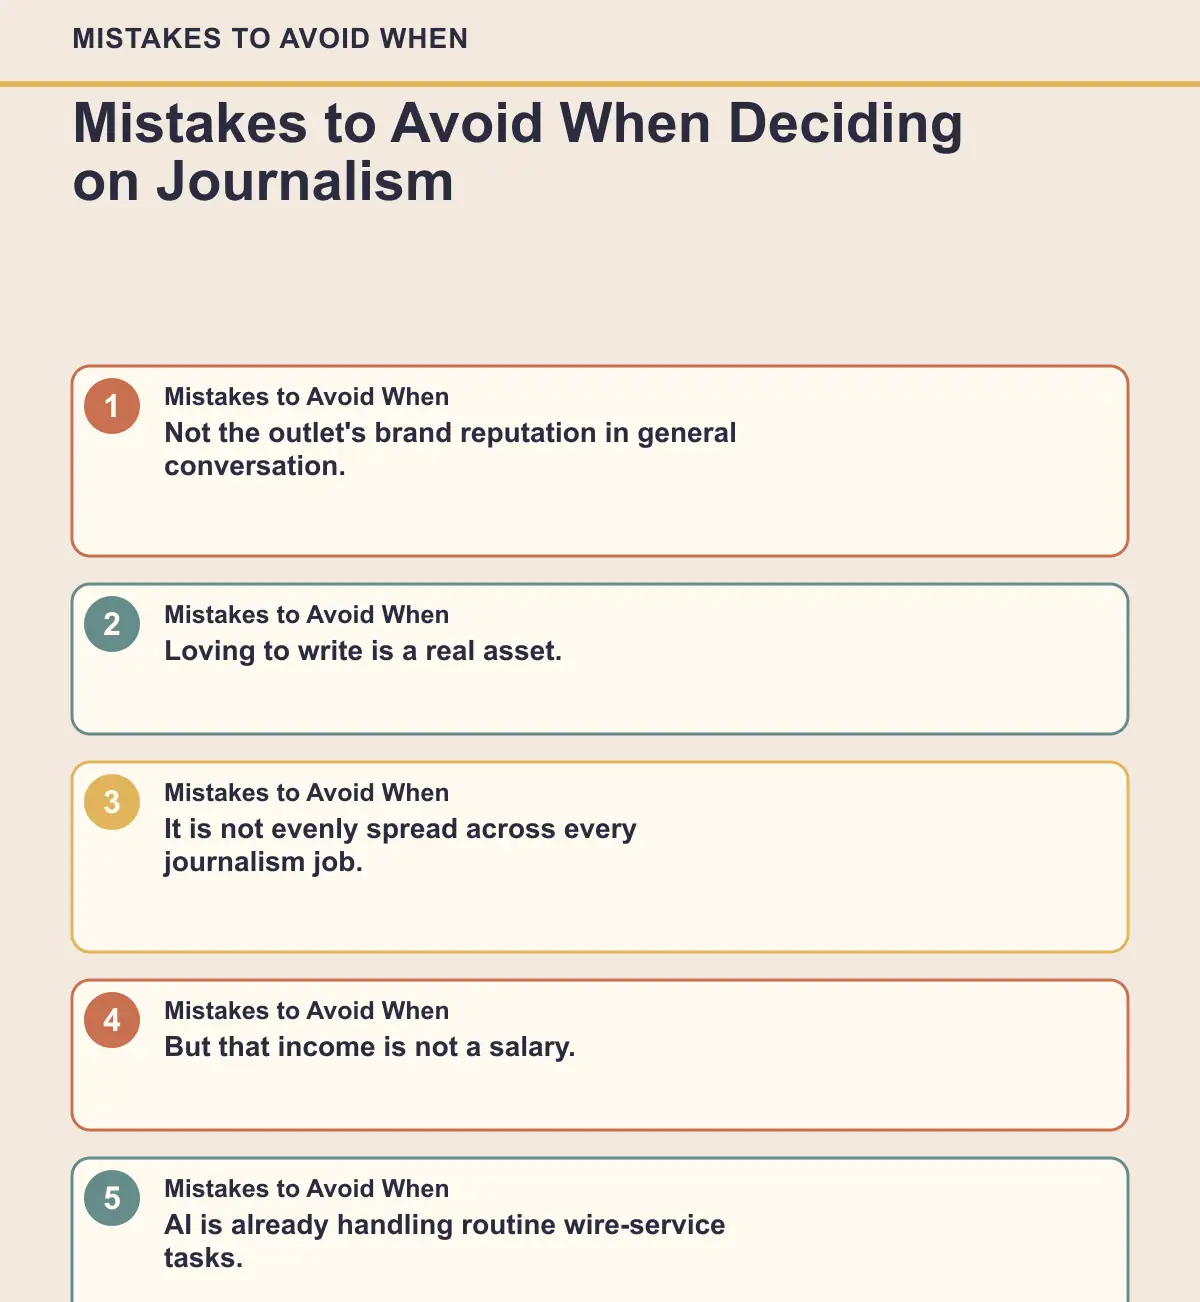 MISTAKES TO AVOID WHEN
Mistakes to Avoid When Deciding
on Journalism
1
Mistakes to Avoid When
Not the outlet's brand reputation in general
conversation.
2
Mistakes to Avoid When
Loving to write is a real asset.
3
Mistakes to Avoid When
It is not evenly spread across every
journalism job.
4
Mistakes to Avoid When
But that income is not a salary.
5
Mistakes to Avoid When
AI is already handling routine wire-service
tasks.